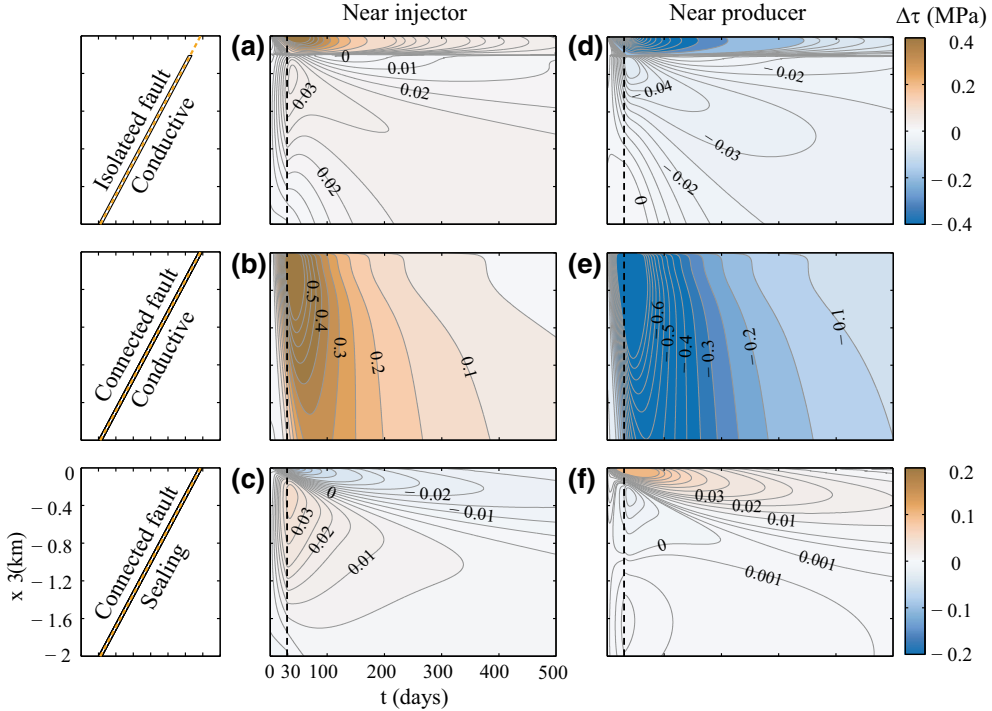 Near injector
Near producer
Δτ (MPa)
(a)
(d)
Isolateed fault
Conductive
0
0.01
0.02
0.03
0.02
−0.02
−0.04
−0.03
−0.02
0
0.4
0.2
0
−0.2
−0.4
(b)
(e)
Connected fault
Conductive
0.5
0.4
0.3
0.2
0.1
−0.6
−0.5
−0.4
−0.3
−0.2
−0.1
(c)
(f)
Connected fault
Sealing
0
−0.4
−0.8
−1.2
−1.6
−2
x 3(km)
0
−0.02
−0.01
0.03
0.02
0.01
0.03
0.02
0.01
0
0.001
0.001
0.2
0.1
0
−0.1
−0.2
0 30 100 200 300 400 500
t (days)